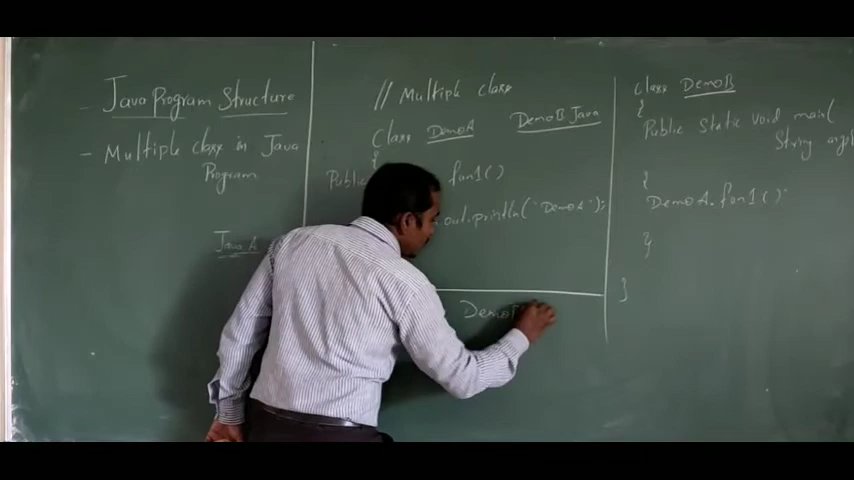 Java Program Structure
- Multiple class in Java
Program
Java A
// Multiple class
class DemoA
DemoB Java
{
Public
fun1()
out.println("DemoA");
Demo
class DemoB
{
Public Static void main(
String
{
DemoA.fun1()
}
}